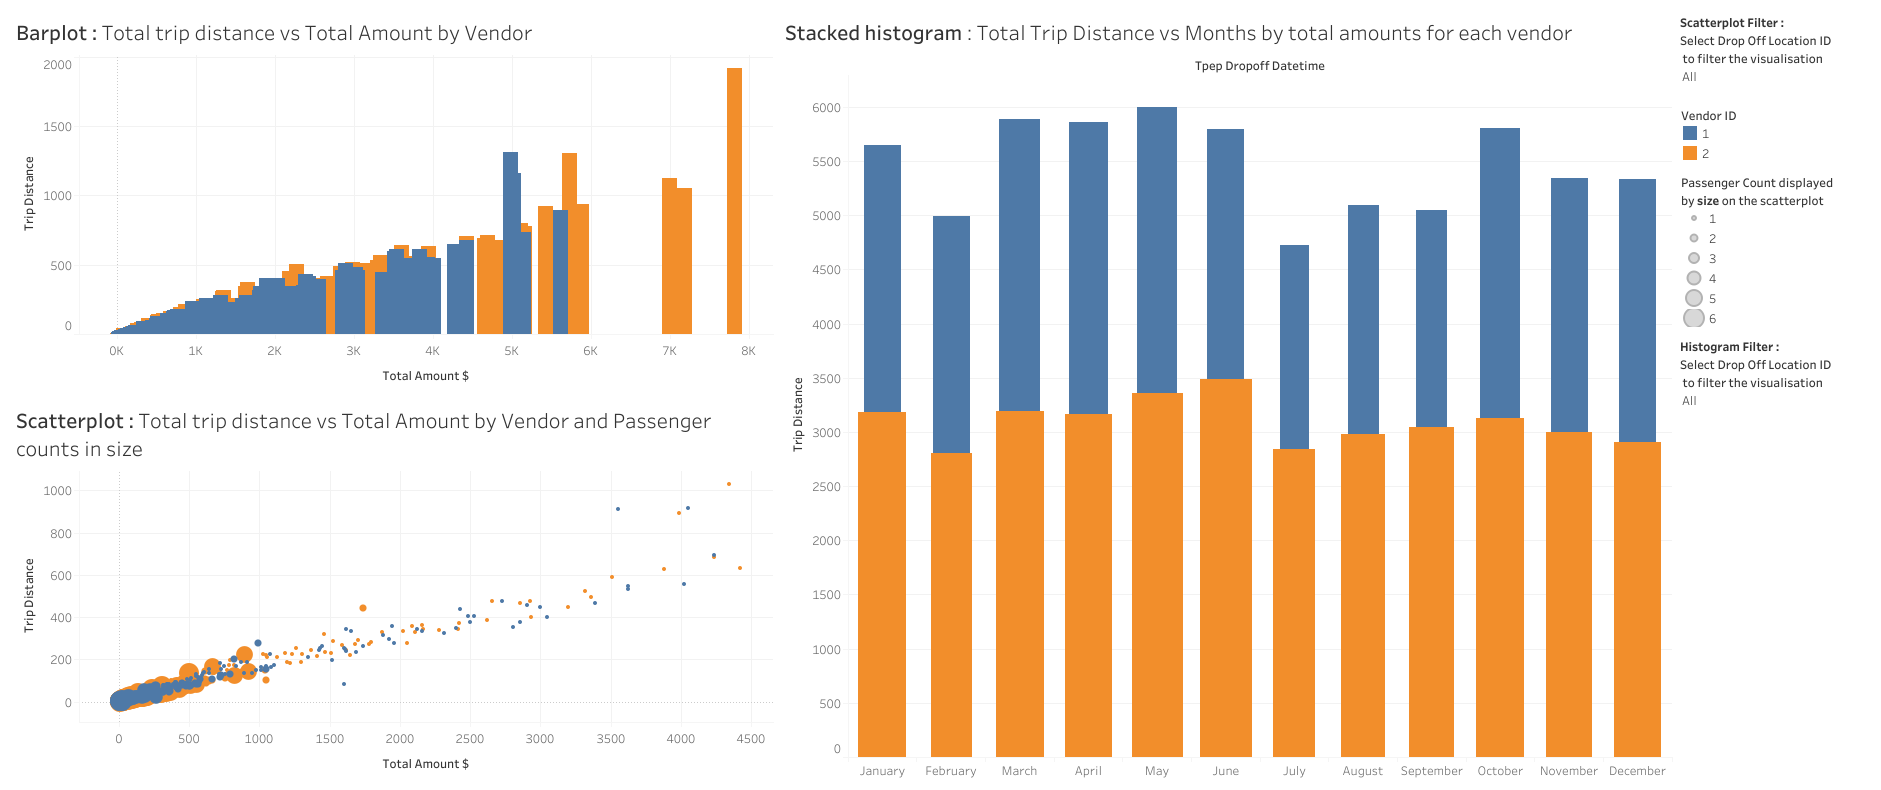 Barplot : Total trip distance vs Total Amount by Vendor
2000
1500
1000
500
0
Trip Distance
0K
1K
2K
3K
4K
5K
6K
7K
8K
Total Amount $
Scatterplot : Total trip distance vs Total Amount by Vendor and Passenger
counts in size
1000
800
600
400
200
0
Trip Distance
0
500
1000
1500
2000
2500
3000
3500
4000
4500
Total Amount $
Stacked histogram : Total Trip Distance vs Months by total amounts for each vendor
Tpep Dropoff Datetime
6000
5500
5000
4500
4000
3500
3000
2500
2000
1500
1000
500
0
Trip Distance
January
February
March
April
May
June
July
August
September
October
November
December
Scatterplot Filter :
Select Drop Off Location ID
to filter the visualisation
All
Vendor ID
1
2
Passenger Count displayed
by size on the scatterplot
1
2
3
4
5
6
Histogram Filter :
Select Drop Off Location ID
to filter the visualisation
All